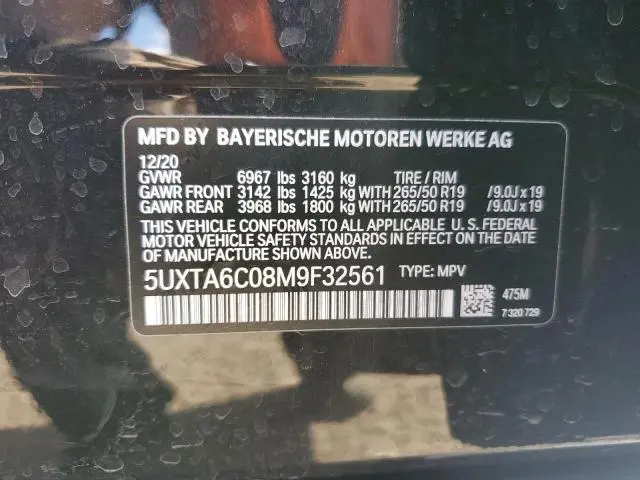 MFD BY BAYERISCHE MOTOREN WERKE AG
12/20
GVWR 6967 lbs 3160 kg TIRE / RIM
GAWR FRONT 3142 lbs 1425 kg WITH 265/50 R19 /9.0J x 19
GAWR REAR 3968 lbs 1800 kg WITH 265/50 R19 /9.0J x 19
THIS VEHICLE CONFORMS TO ALL APPLICABLE U. S. FEDERAL
MOTOR VEHICLE SAFETY STANDARDS IN EFFECT ON THE DATE
OF MANUFACTURE SHOWN ABOVE.
5UXTA6C08M9F32561 TYPE: MPV
475M
7 320 729